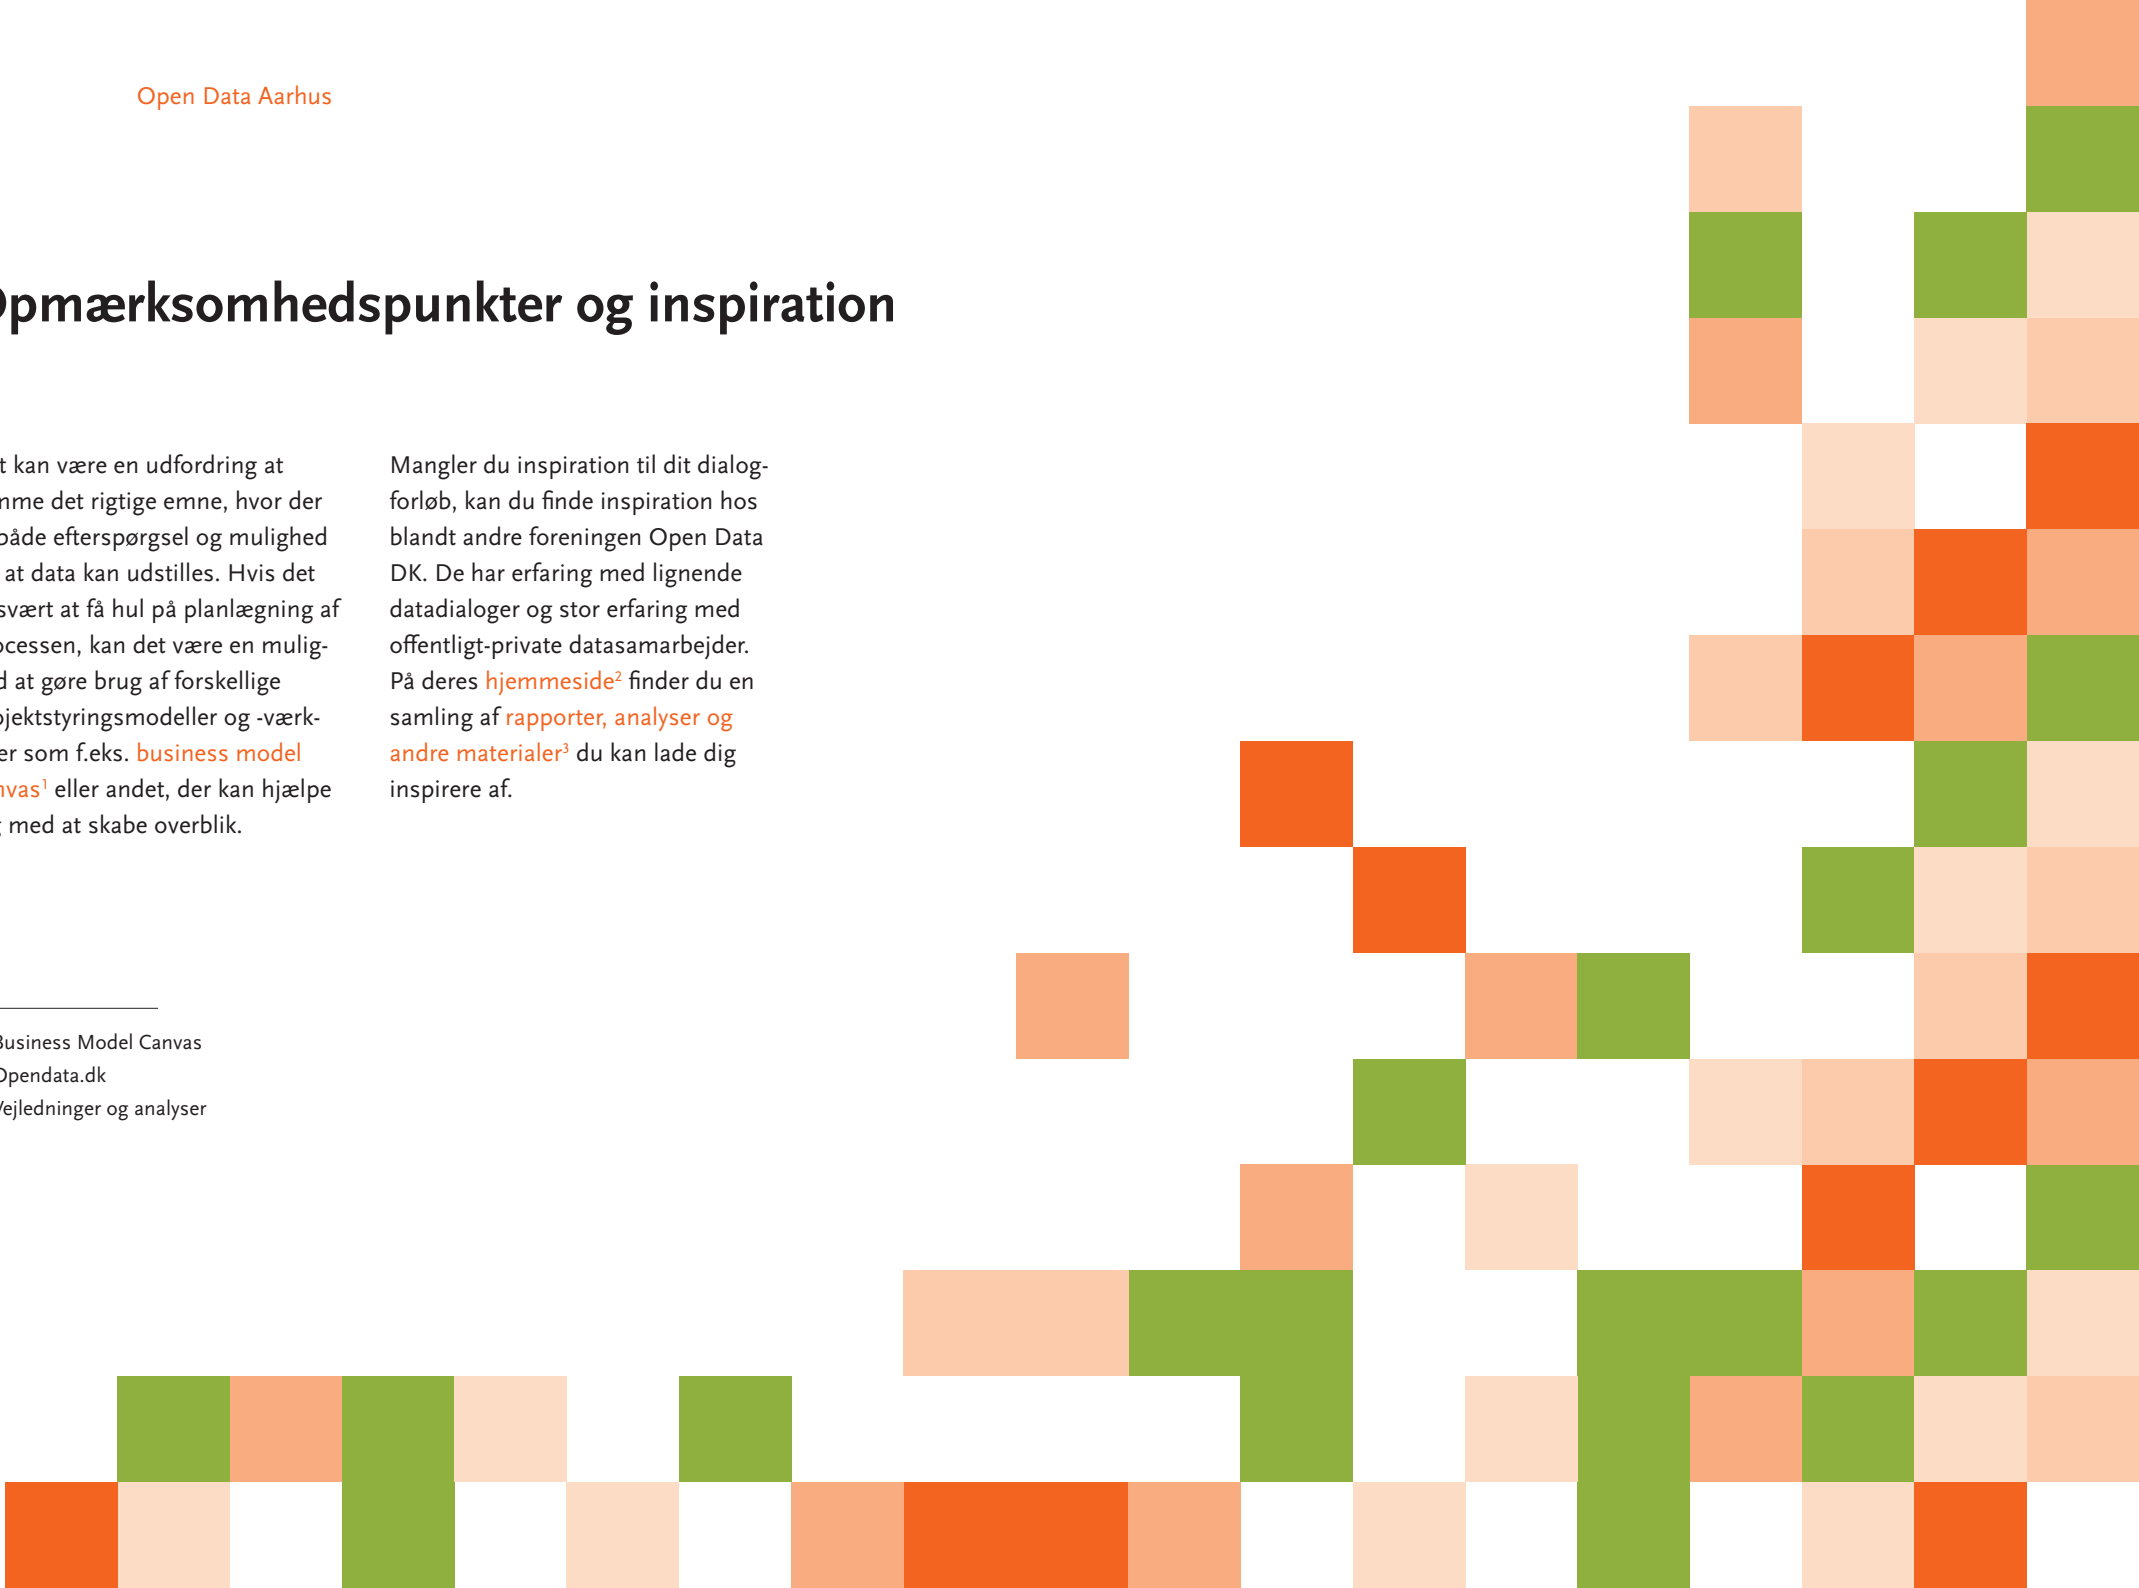 Open Data Aarhus
Opmærksomhedspunkter og inspiration
t kan være en udfordring at
mme det rigtige emne, hvor der
både efterspørgsel og mulighed
at data kan udstilles. Hvis det
svært at få hul på planlægning af
ocessen, kan det være en mulig-
d at gøre brug af forskellige
ojektstyringsmodeller og -værk-
er som f.eks. business model
nvas¹ eller andet, der kan hjælpe
g med at skabe overblik.
Mangler du inspiration til dit dialog-
forløb, kan du finde inspiration hos
blandt andre foreningen Open Data
DK. De har erfaring med lignende
datadialoger og stor erfaring med
offentligt-private datasamarbejder.
På deres hjemmeside² finder du en
samling af rapporter, analyser og
andre materialer³ du kan lade dig
inspirere af.
Business Model Canvas
Opendata.dk
Vejledninger og analyser